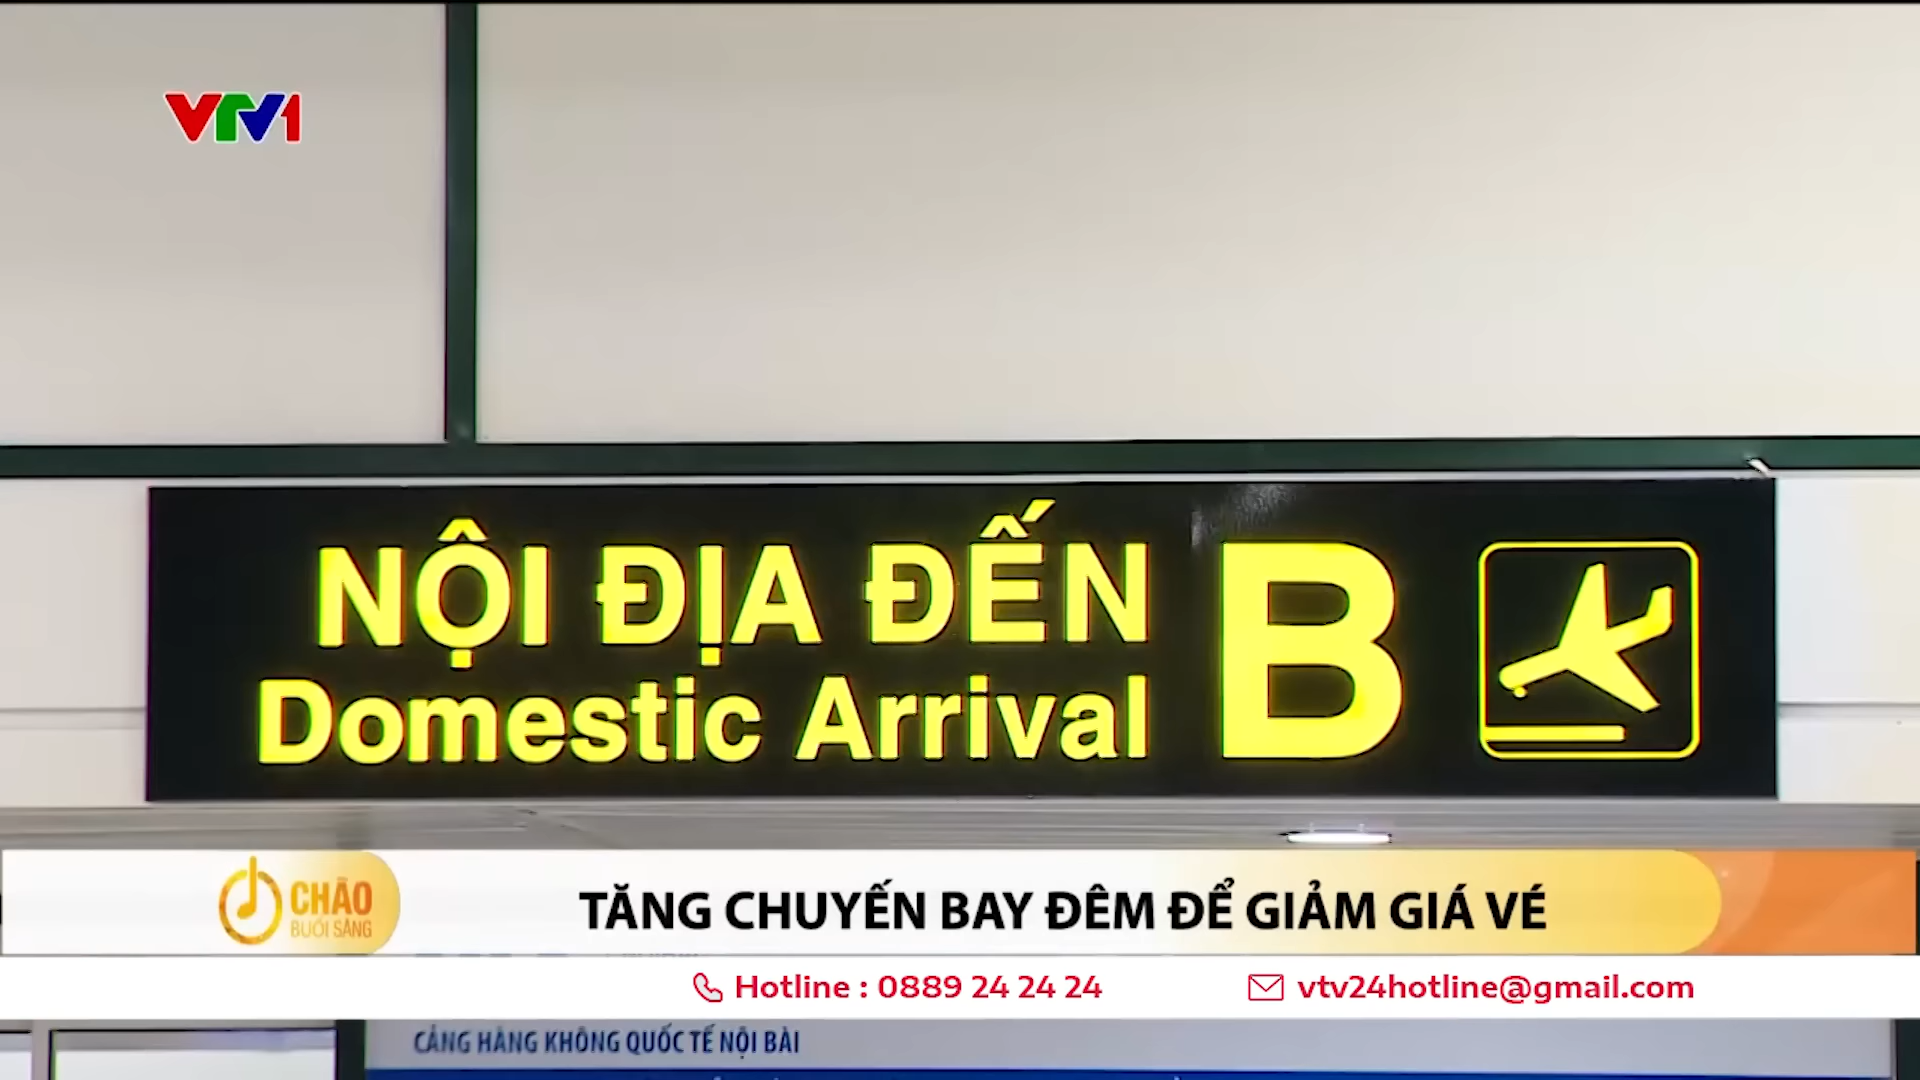 VTV1
NỘI ĐỊA ĐẾN
Domestic Arrival
B
CHÀO
BUỔI SÁNG
TĂNG CHUYẾN BAY ĐÊM ĐỂ GIẢM GIÁ VÉ
Hotline : 0889 24 24 24
vtv24hotline@gmail.com
CẢNG HÀNG KHÔNG QUỐC TẾ NỘI BÀI